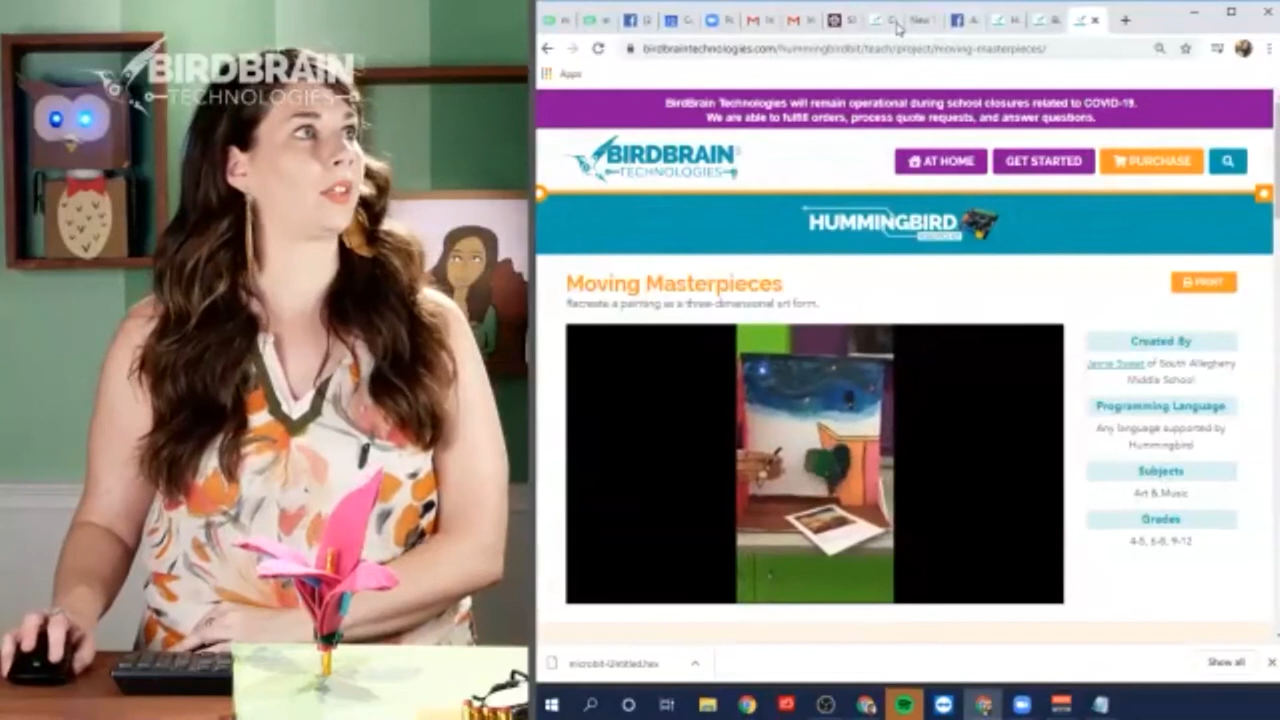 BIRDBRAIN
TECHNOLOGIES
birdbraintechnologies.com/hummingbirdbit/teach/project/moving-masterpieces/
Apps
BirdBrain Technologies will remain operational during school closures related to COVID-19.
We are able to fulfill orders, process quote requests, and answer questions.
BIRDBRAIN
TECHNOLOGIES
AT HOME
GET STARTED
PURCHASE
HUMMINGBIRD
Moving Masterpieces
PRINT
Recreate a painting as a three-dimensional art form.
Created By
of South Allegheny
Middle School
Programming Language
Any language supported by
Hummingbird
Subjects
Art & Music
Grades
4-5, 6-8, 9-12
microbit-Untitled.hex
Show all